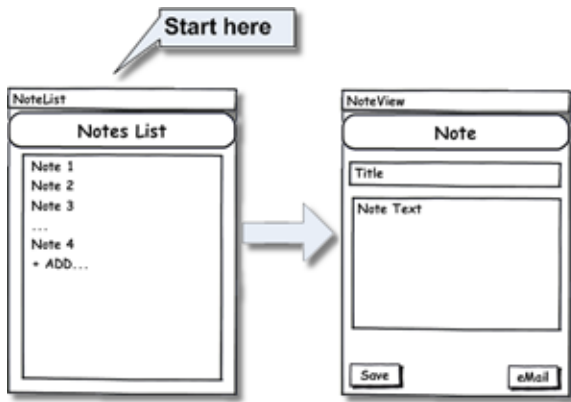 Start here
NoteList
Notes List
Note 1
Note 2
Note 3
...
Note 4
+ ADD...
NoteView
Note
Title
Note Text
Save
eMail